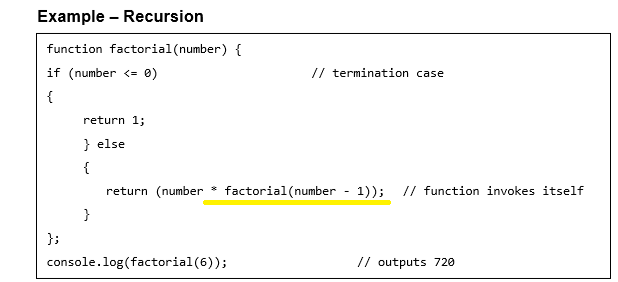 Example – Recursion
function factorial(number) {
if (number <= 0) // termination case
{
return 1;
} else
{
return (number * factorial(number - 1)); // function invokes itself
}
};
console.log(factorial(6)); // outputs 720